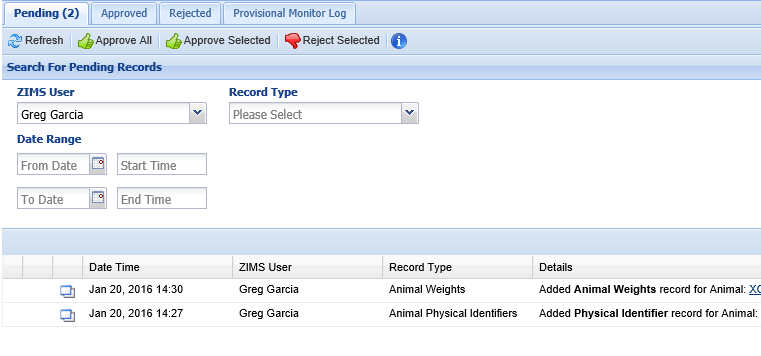 Pending (2) Approved Rejected Provisional Monitor Log
Refresh Approve All Approve Selected Reject Selected
Search For Pending Records
ZIMS User Record Type
Greg Garcia Please Select
Date Range
From Date Start Time
To Date End Time
Date Time ZIMS User Record Type Details
Jan 20, 2016 14:30 Greg Garcia Animal Weights Added Animal Weights record for Animal:
Jan 20, 2016 14:27 Greg Garcia Animal Physical Identifiers Added Physical Identifier record for Animal: